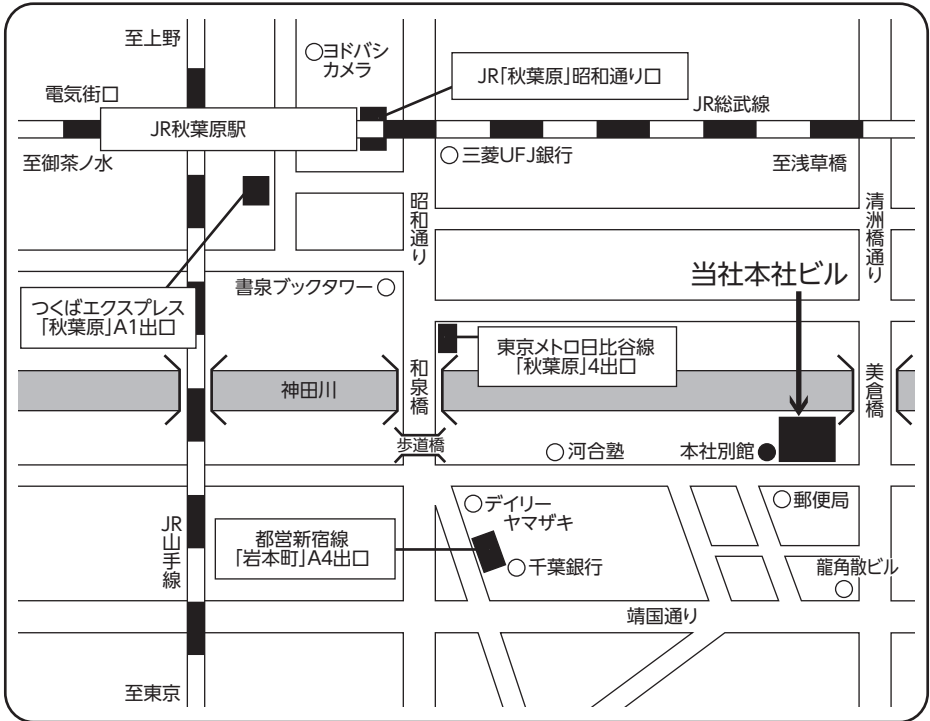 至上野
ヨドバシ
カメラ
JR「秋葉原」昭和通り口
電気街口
JR総武線
JR秋葉原駅
至御茶ノ水
三菱UFJ銀行
至浅草橋
昭和通り
清洲橋通り
当社本社ビル
書泉ブックタワー
つくばエクスプレス
「秋葉原」A1出口
東京メトロ日比谷線
「秋葉原」4出口
神田川
和泉橋
美倉橋
歩道橋
河合塾
本社別館
デイリー
ヤマザキ
郵便局
JR山手線
都営新宿線
「岩本町」A4出口
千葉銀行
龍角散ビル
靖国通り
至東京